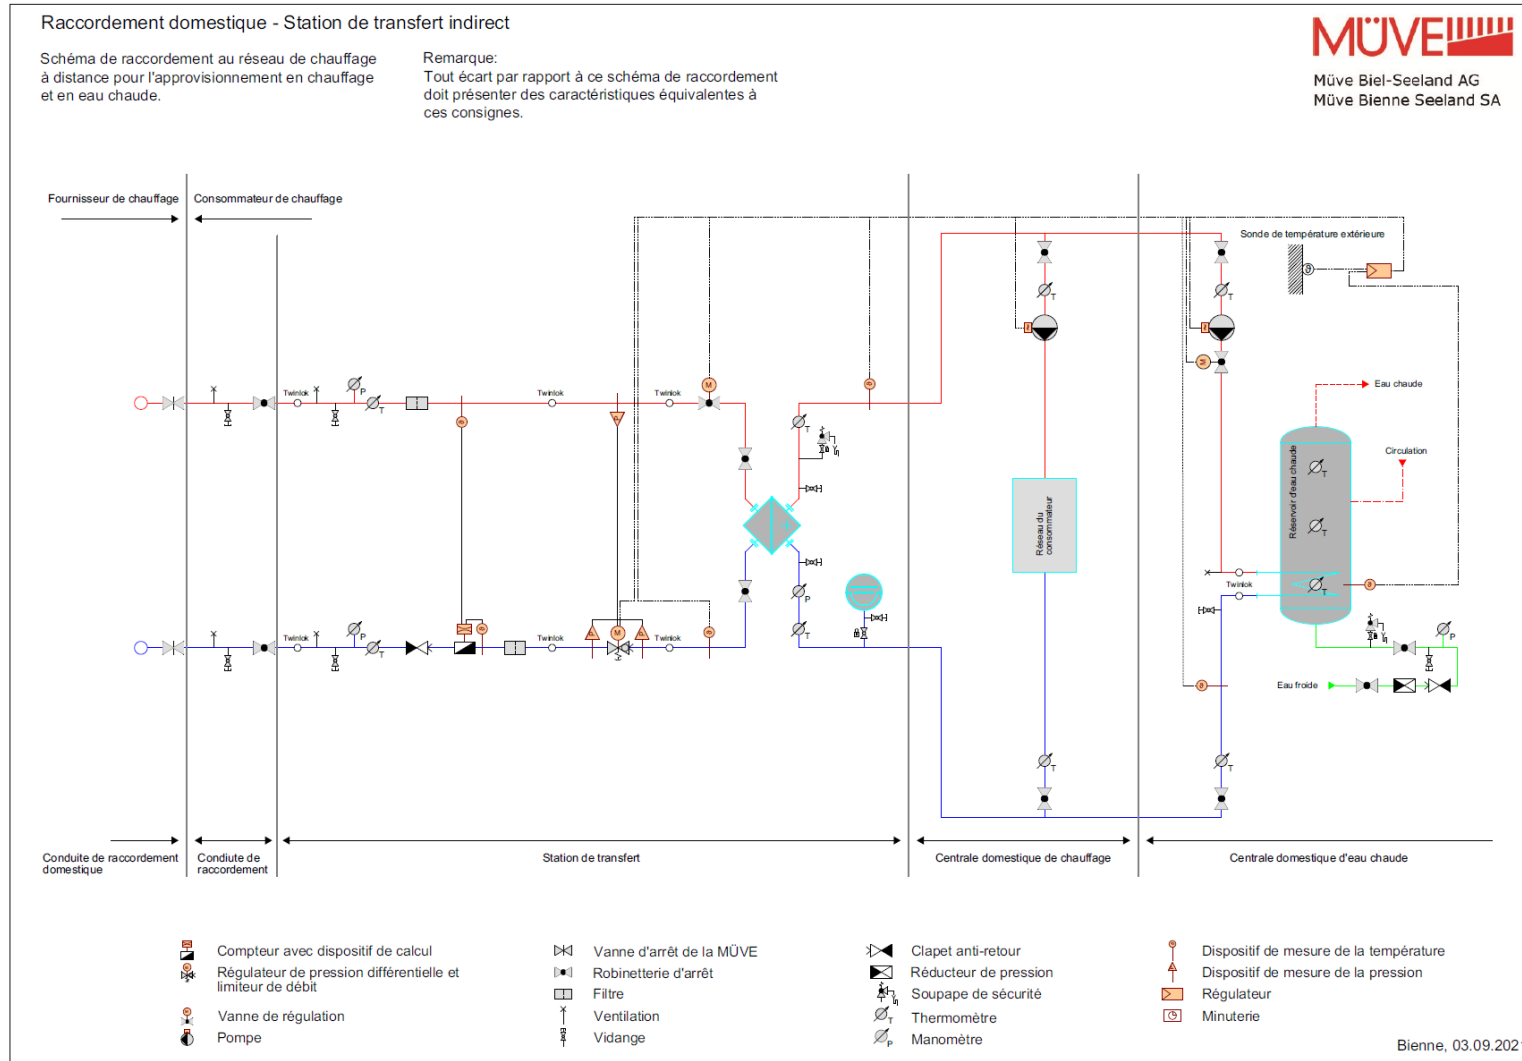 Raccordement domestique - Station de transfert indirect
Schéma de raccordement au réseau de chauffage
à distance pour l'approvisionnement en chauffage
et en eau chaude.
Remarque:
Tout écart par rapport à ce schéma de raccordement
doit présenter des caractéristiques équivalentes à
ces consignes.
MÜVE
Müve Biel-Seeland AG
Müve Bienne Seeland SA
Fournisseur de chauffage
Consommateur de chauffage
Sonde de température extérieure
Twinlok
P
T
Twinlok
Twinlok
M
T
T
T
M
Eau chaude
Circulation
Réservoir d'eau chaude
T
T
T
Réseau du
consommateur
Twinlok
Twinlok
P
T
Twinlok
M
Twinlok
P
T
P
Eau froide
T
T
Conduite de raccordement
domestique
Condiute de
raccordement
Station de transfert
Centrale domestique de chauffage
Centrale domestique d'eau chaude
Compteur avec dispositif de calcul
Régulateur de pression différentielle et
limiteur de débit
Vanne de régulation
Pompe
Vanne d'arrêt de la MÜVE
Robinetterie d'arrêt
Filtre
Ventilation
Vidange
Clapet anti-retour
Réducteur de pression
Soupape de sécurité
T
Thermomètre
P
Manomètre
Dispositif de mesure de la température
Dispositif de mesure de la pression
Régulateur
Minuterie
Bienne, 03.09.2021